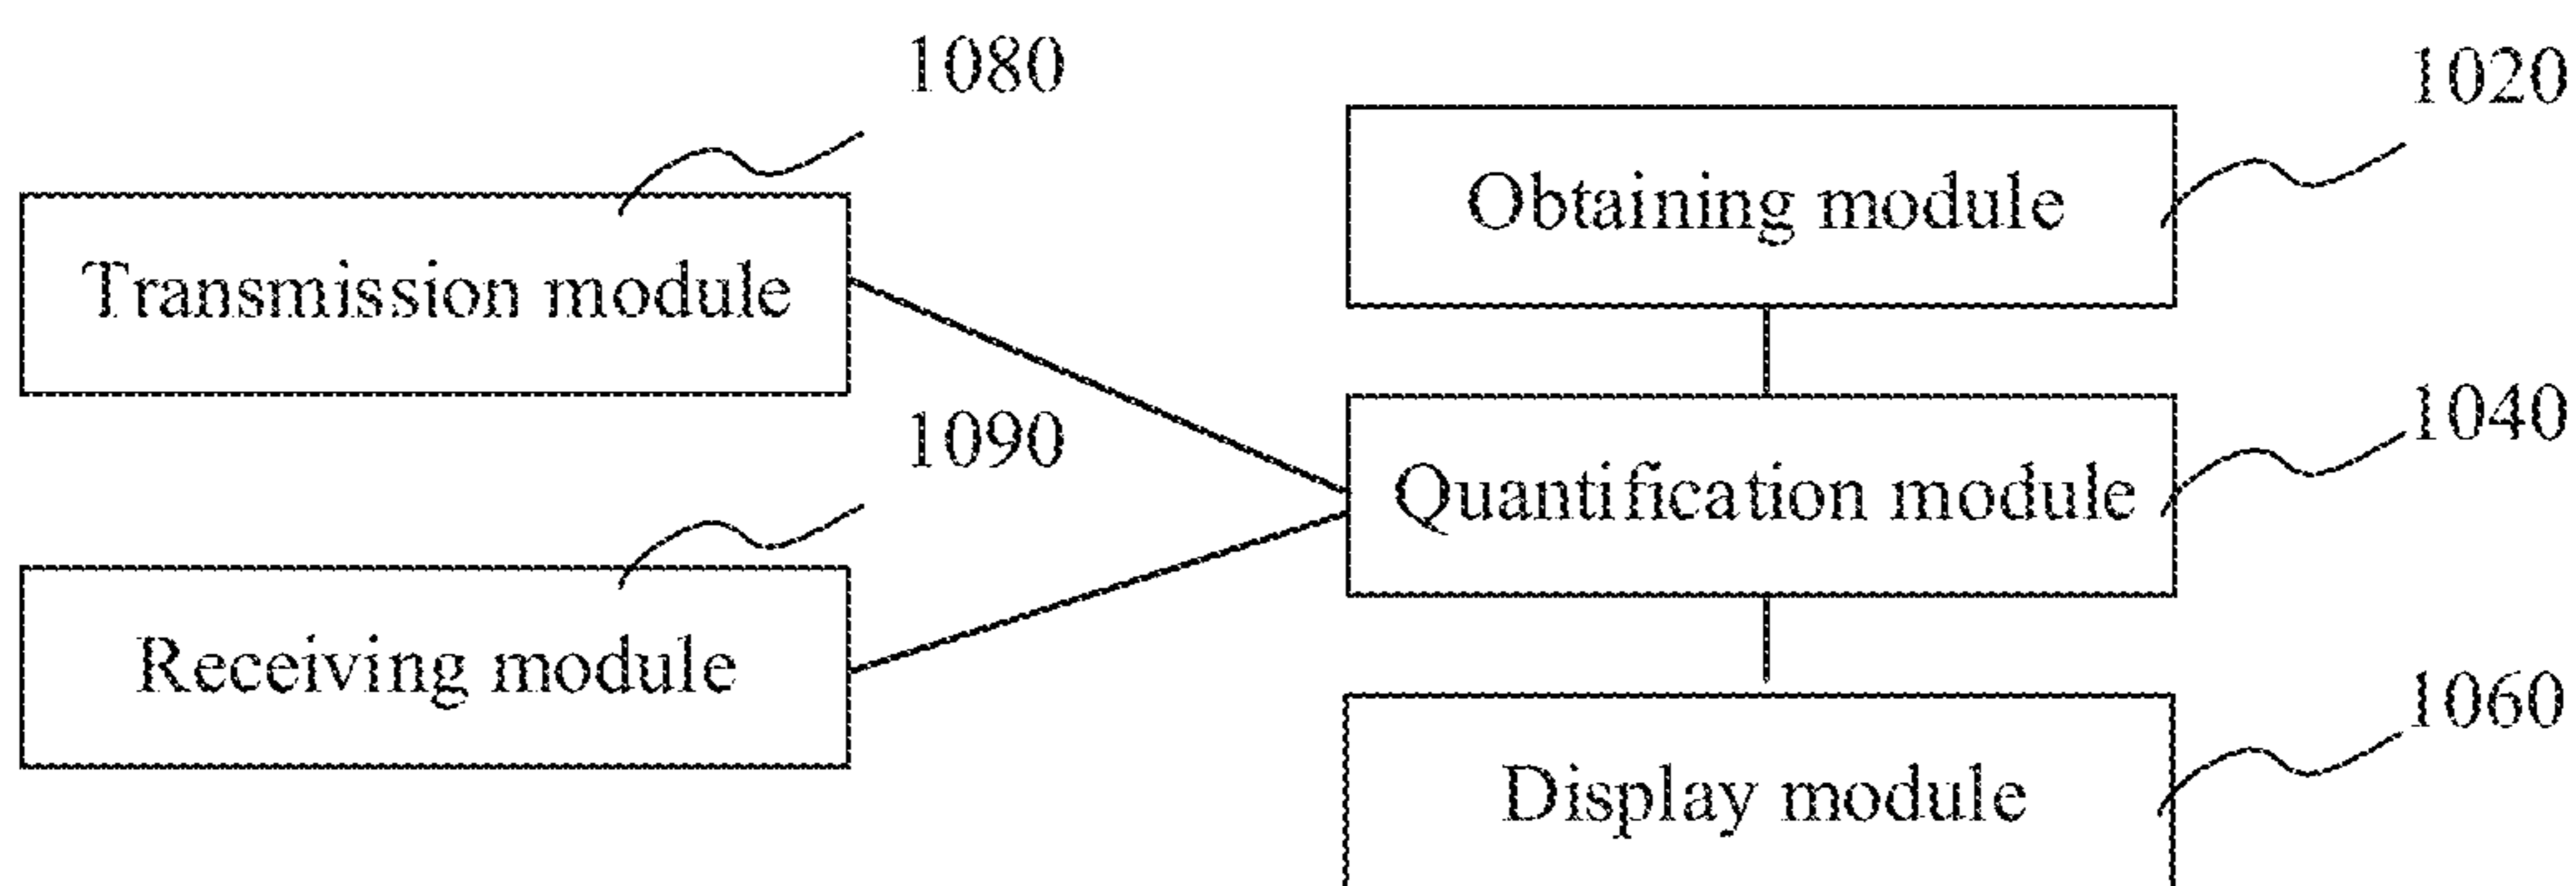 1080
1020
Obtaining module
Transmission module
1040
1090
Quantification module
Receiving module
1060
Display module